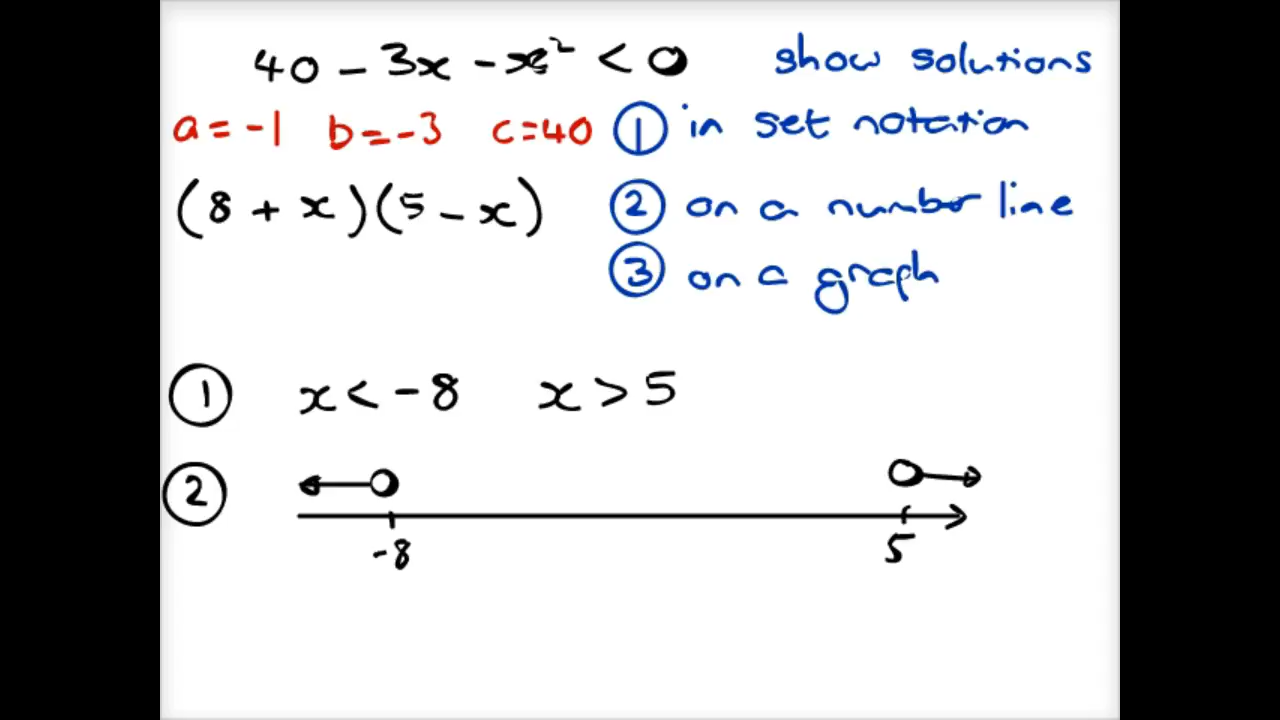 40 - 3x - x² < 0 show solutions
a = -1 b = -3 c = 40 ① in set notation
(8 + x)(5 - x) ② on a number line
③ on a graph
① x < -8 x > 5
②
-8 5